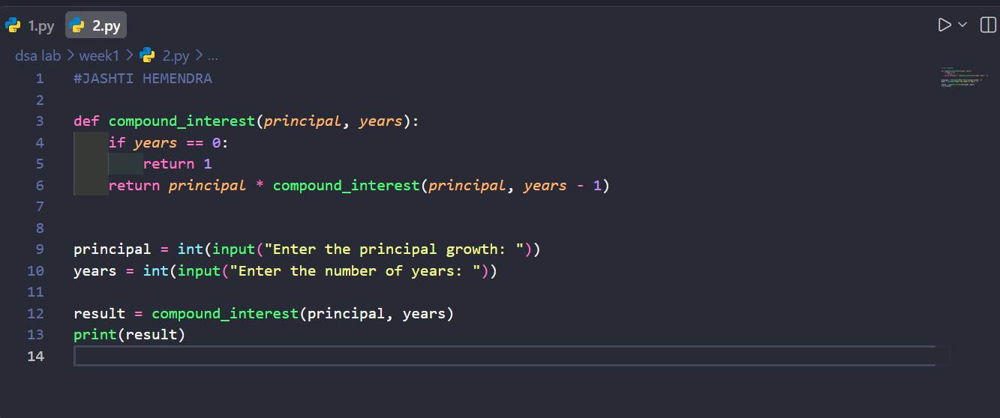 1.py 2.py
dsa lab > week1 > 2.py > ...
1 #JASHTI HEMENDRA
2
3 def compound_interest(principal, years):
4     if years == 0:
5         return 1
6     return principal * compound_interest(principal, years - 1)
7
8
9 principal = int(input("Enter the principal growth: "))
10 years = int(input("Enter the number of years: "))
11
12 result = compound_interest(principal, years)
13 print(result)
14